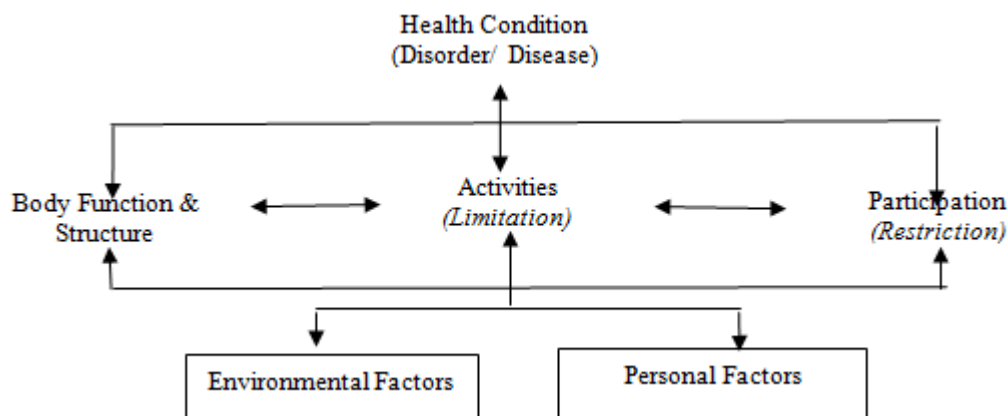 Health Condition
(Disorder/ Disease)
Body Function &
Structure
Activities
(Limitation)
Participation
(Restriction)
Environmental Factors
Personal Factors